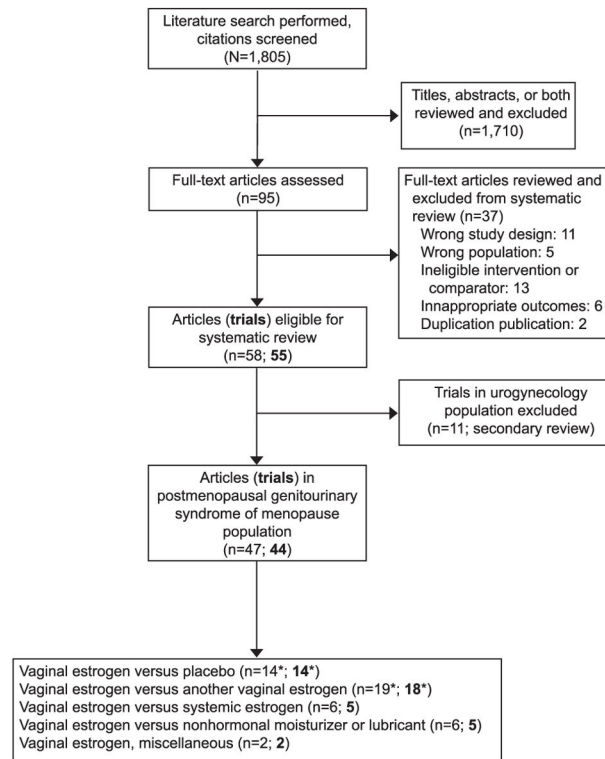 Literature search performed,
citations screened
(N=1,805)
Titles, abstracts, or both
reviewed and excluded
(n=1,710)
Full-text articles assessed
(n=95)
Full-text articles reviewed and
excluded from systematic
review (n=37)
Wrong study design: 11
Wrong population: 5
Ineligible intervention or
comparator: 13
Innappropriate outcomes: 6
Duplication publication: 2
Articles (trials) eligible for
systematic review
(n=58; 55)
Trials in urogynecology
population excluded
(n=11; secondary review)
Articles (trials) in
postmenopausal genitourinary
syndrome of menopause
population
(n=47; 44)
Vaginal estrogen versus placebo (n=14*; 14*)
Vaginal estrogen versus another vaginal estrogen (n=19*; 18*)
Vaginal estrogen versus systemic estrogen (n=6; 5)
Vaginal estrogen versus nonhormonal moisturizer or lubricant (n=6; 5)
Vaginal estrogen, miscellaneous (n=2; 2)